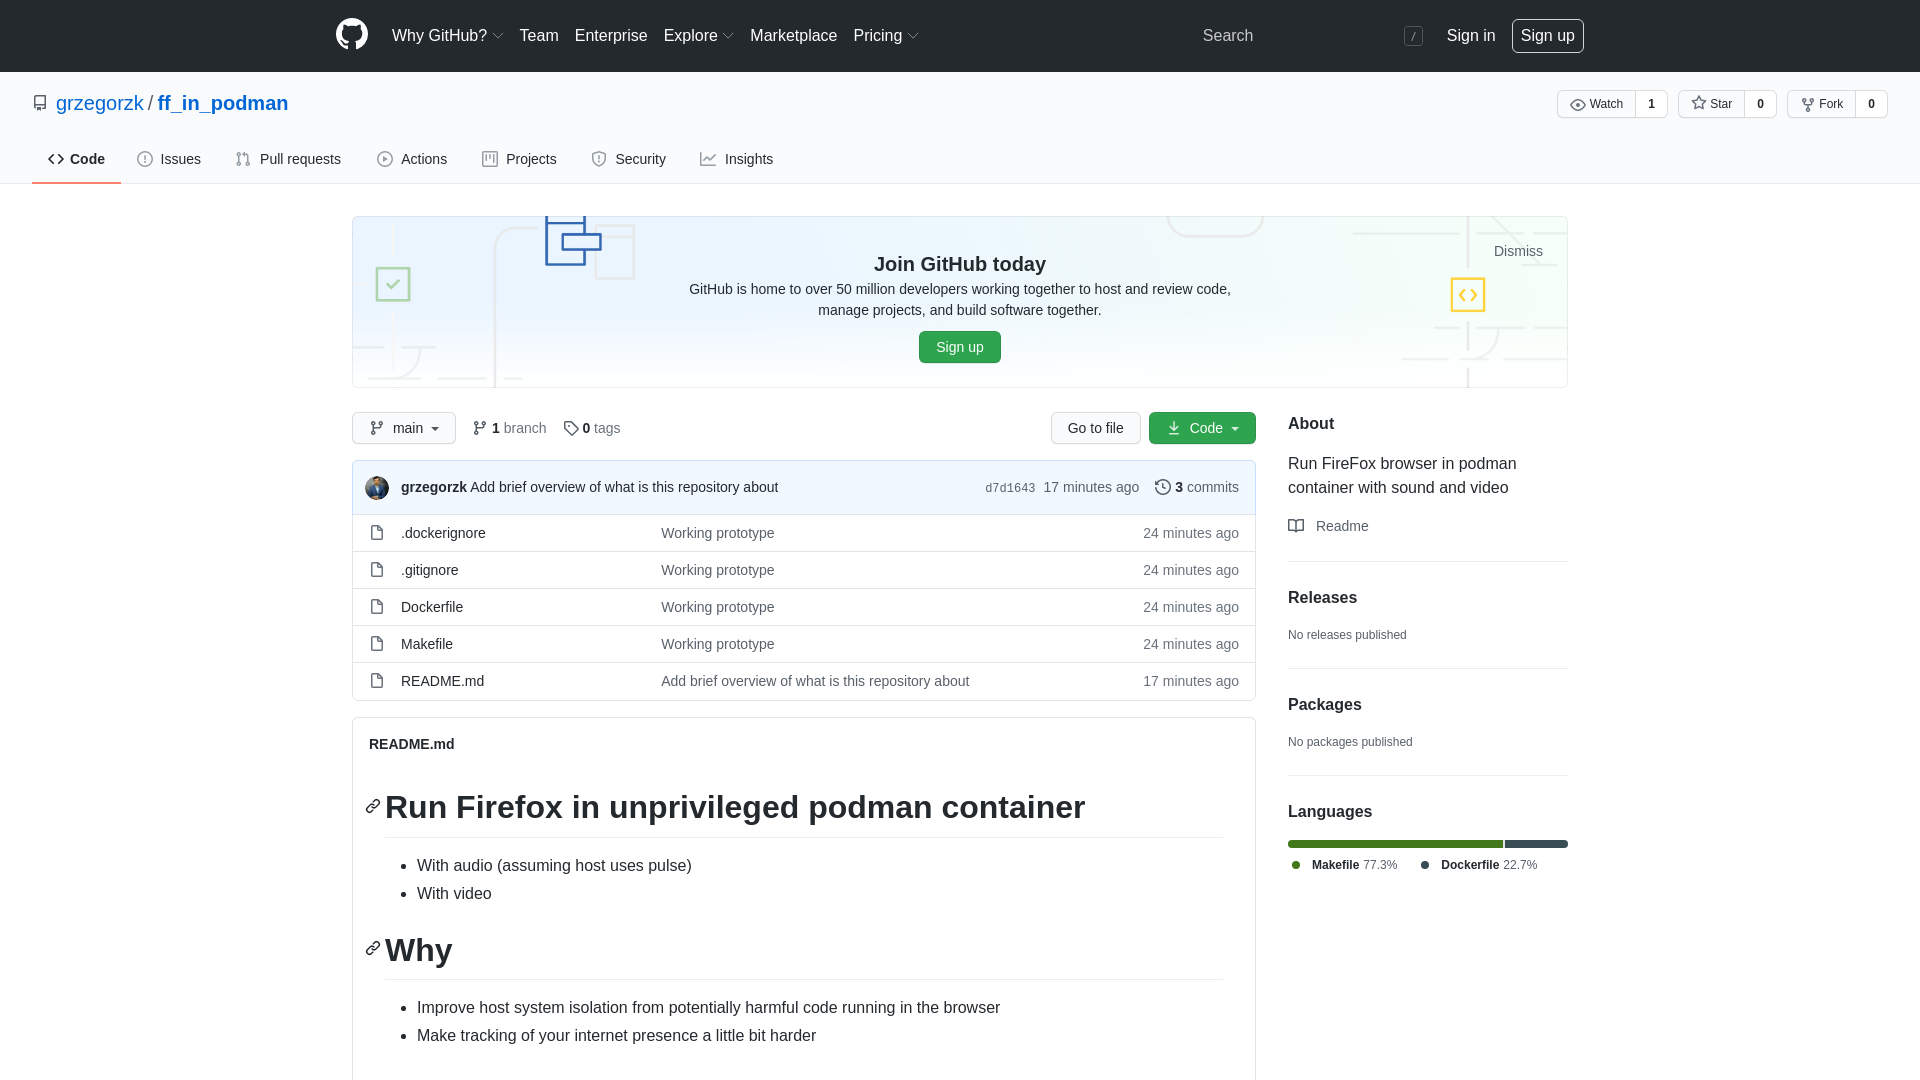 Why GitHub? Team Enterprise Explore Marketplace Pricing Search / Sign in Sign up
grzegorzk / ff_in_podman Watch 1 Star 0 Fork 0
Code Issues Pull requests Actions Projects Security Insights
Dismiss
Join GitHub today
GitHub is home to over 50 million developers working together to host and review code,
manage projects, and build software together.
Sign up
main 1 branch 0 tags Go to file Code
grzegorzk Add brief overview of what is this repository about d7d1643 17 minutes ago 3 commits
.dockerignore Working prototype 24 minutes ago
.gitignore Working prototype 24 minutes ago
Dockerfile Working prototype 24 minutes ago
Makefile Working prototype 24 minutes ago
README.md Add brief overview of what is this repository about 17 minutes ago
README.md
Run Firefox in unprivileged podman container
With audio (assuming host uses pulse)
With video
Why
Improve host system isolation from potentially harmful code running in the browser
Make tracking of your internet presence a little bit harder
About
Run FireFox browser in podman
container with sound and video
Readme
Releases
No releases published
Packages
No packages published
Languages
Makefile 77.3% Dockerfile 22.7%